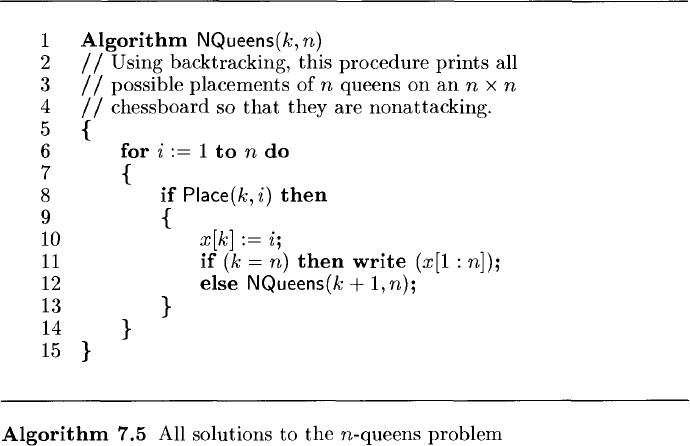 1 Algorithm NQueens(k, n)
2 // Using backtracking, this procedure prints all
3 // possible placements of n queens on an n × n
4 // chessboard so that they are nonattacking.
5 {
6 for i := 1 to n do
7 {
8 if Place(k, i) then
9 {
10 x[k] := i;
11 if (k = n) then write (x[1 : n]);
12 else NQueens(k + 1, n);
13 }
14 }
15 }
Algorithm 7.5 All solutions to the n-queens problem